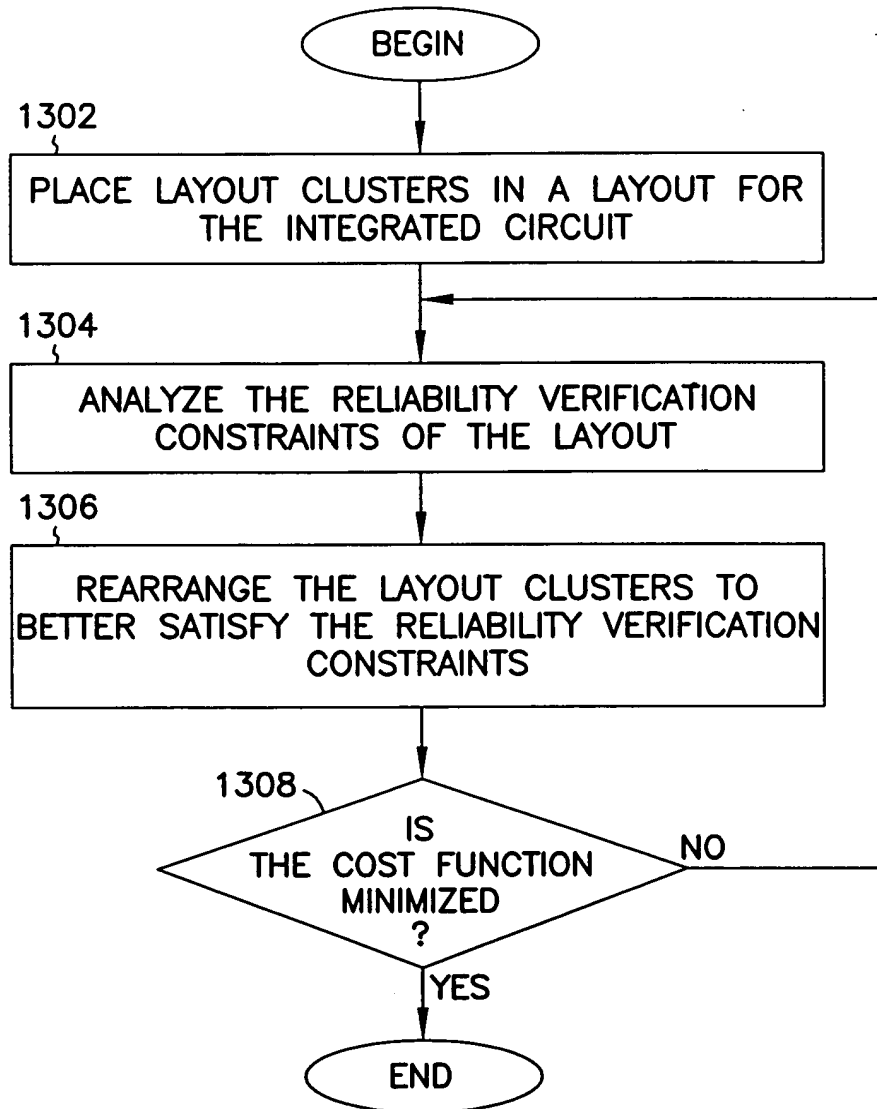 BEGIN
1302
PLACE LAYOUT CLUSTERS IN A LAYOUT FOR
THE INTEGRATED CIRCUIT
1304
ANALYZE THE RELIABILITY VERIFICATION
CONSTRAINTS OF THE LAYOUT
1306
REARRANGE THE LAYOUT CLUSTERS TO
BETTER SATISFY THE RELIABILITY VERIFICATION
CONSTRAINTS
1308
IS
THE COST FUNCTION
MINIMIZED
?
NO
YES
END